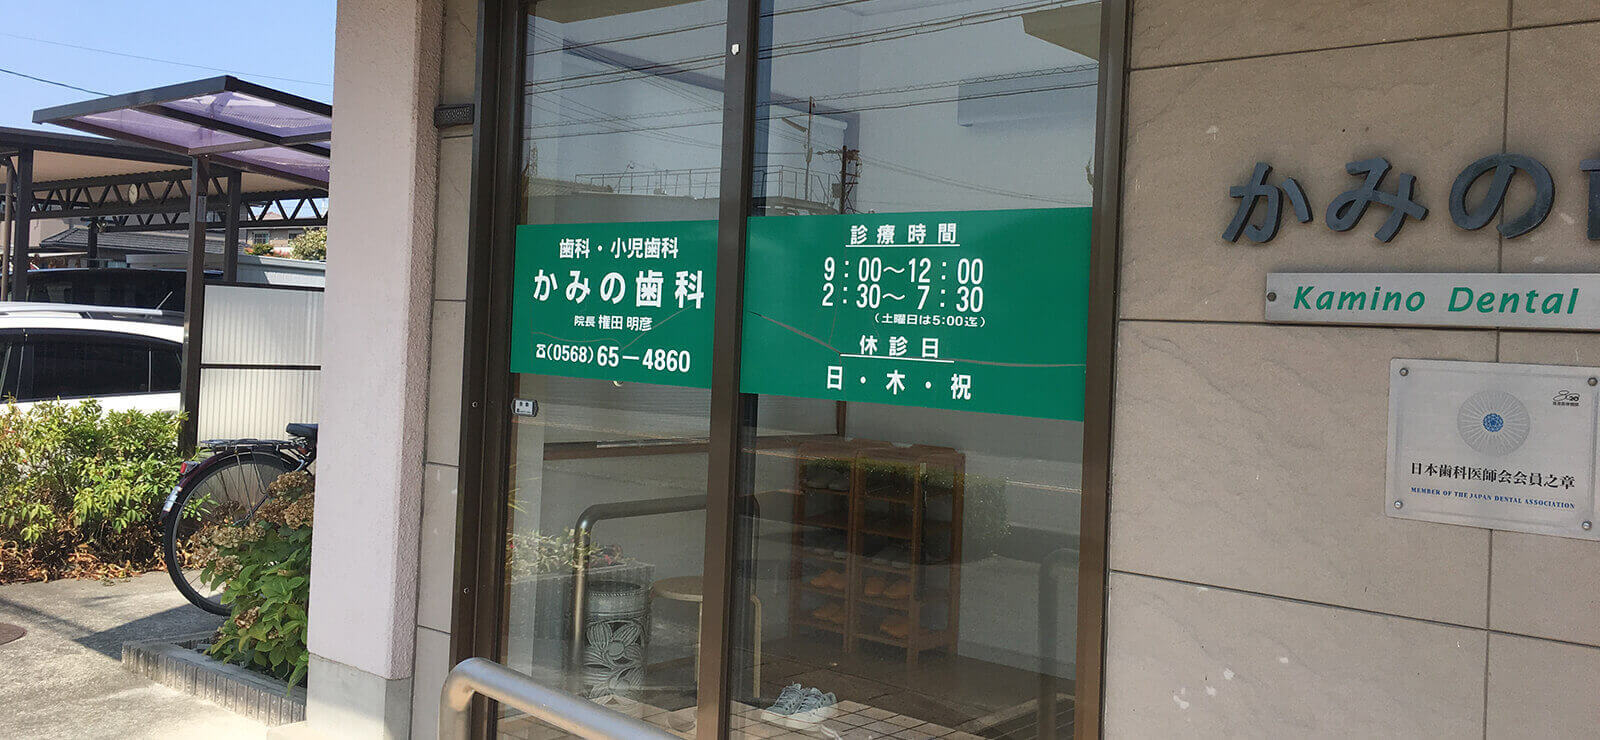 歯科・小児歯科
かみの歯科
院長 権田 明彦
☎(0568)65-4860
診療時間
9:00〜12:00
2:30〜7:30
(土曜日は5:00迄)
休診日
日・木・祝
かみの
Kamino Dental
日本歯科医師会会員之章
MEMBER OF THE JAPAN DENTAL ASSOCIATION